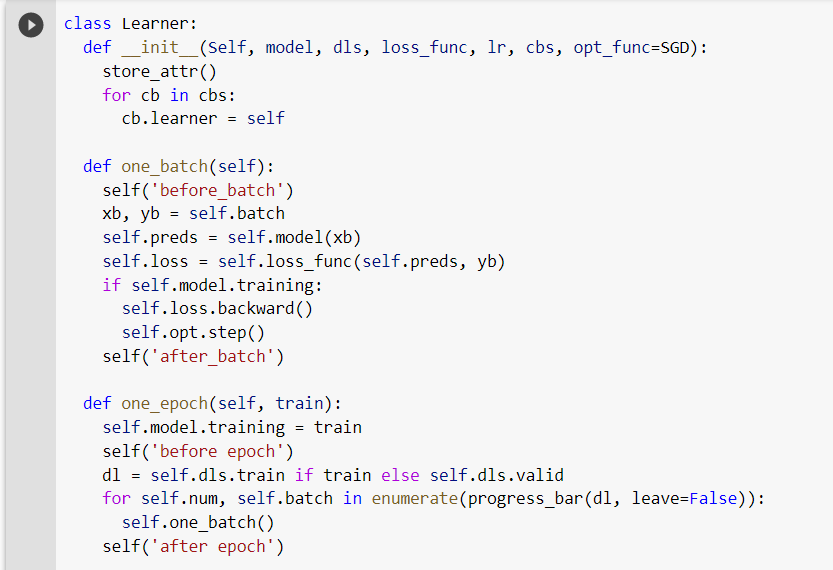 class Learner:
  def __init__(Self, model, dls, loss_func, lr, cbs, opt_func=SGD):
    store_attr()
    for cb in cbs:
      cb.learner = self

  def one_batch(self):
    self('before_batch')
    xb, yb = self.batch
    self.preds = self.model(xb)
    self.loss = self.loss_func(self.preds, yb)
    if self.model.training:
      self.loss.backward()
      self.opt.step()
    self('after_batch')

  def one_epoch(self, train):
    self.model.training = train
    self('before epoch')
    dl = self.dls.train if train else self.dls.valid
    for self.num, self.batch in enumerate(progress_bar(dl, leave=False)):
      self.one_batch()
    self('after epoch')